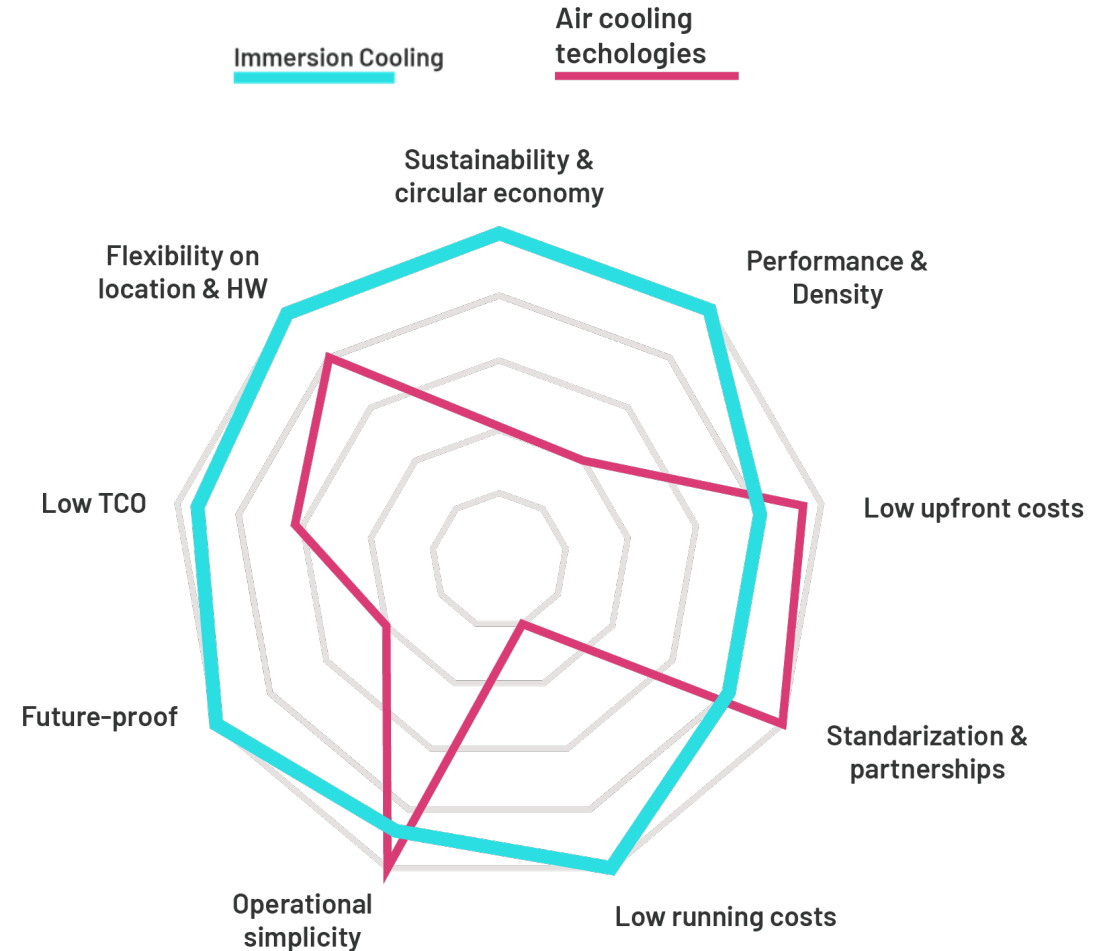 Immersion Cooling
Air cooling
techologies
Sustainability &
circular economy
Flexibility on
location & HW
Performance &
Density
Low TCO
Low upfront costs
Future-proof
Standarization &
partnerships
Operational
simplicity
Low running costs